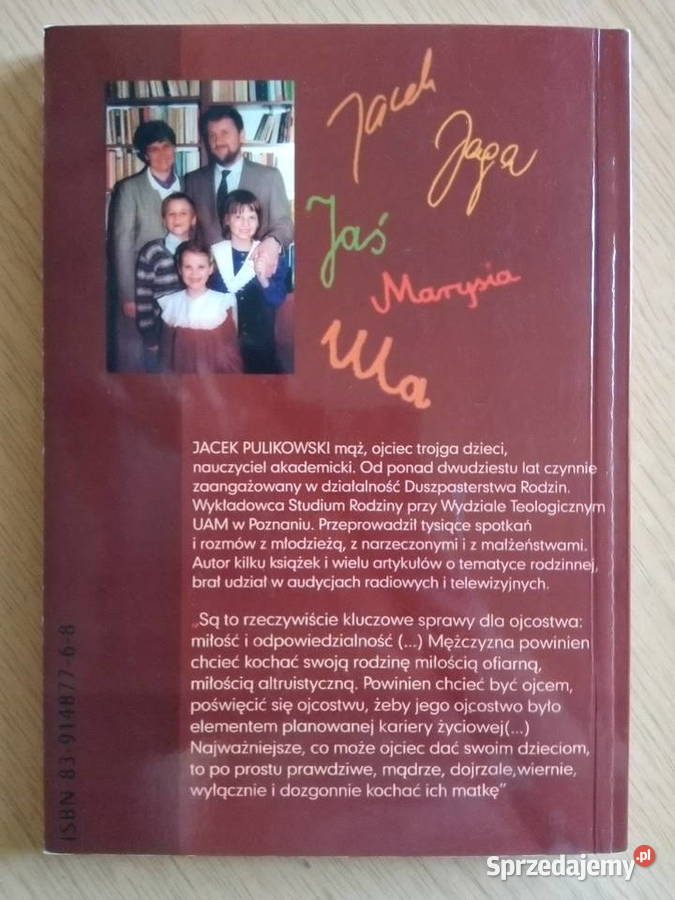 Jacek
Jaga
Jaś
Marysia
Ula
JACEK PULIKOWSKI mąż, ojciec trojga dzieci,
nauczyciel akademicki. Od ponad dwudziestu lat czynnie
zaangażowany w działalność Duszpasterstwa Rodzin.
Wykładowca Studium Rodziny przy Wydziale Teologicznym
UAM w Poznaniu. Przeprowadził tysiące spotkań
i rozmów z młodzieżą, z narzeczonymi i z małżeństwami.
Autor kilku książek i wielu artykułów o tematyce rodzinnej,
brał udział w audycjach radiowych i telewizyjnych.
„Są to rzeczywiście kluczowe sprawy dla ojcostwa:
miłość i odpowiedzialność (...) Mężczyzna powinien
chcieć kochać swoją rodzinę miłością ofiarną,
miłością altruistyczną. Powinien chcieć być ojcem,
poświęcić się ojcostwu, żeby jego ojcostwo było
elementem planowanej kariery życiowej(...)
Najważniejsze, co może ojciec dać swoim dzieciom,
to po prostu prawdziwe, mądrze, dojrzale,wiernie,
wyłącznie i dozgonnie kochać ich matkę”
ISBN 83-914877-6-8
Sprzedajemy.pl